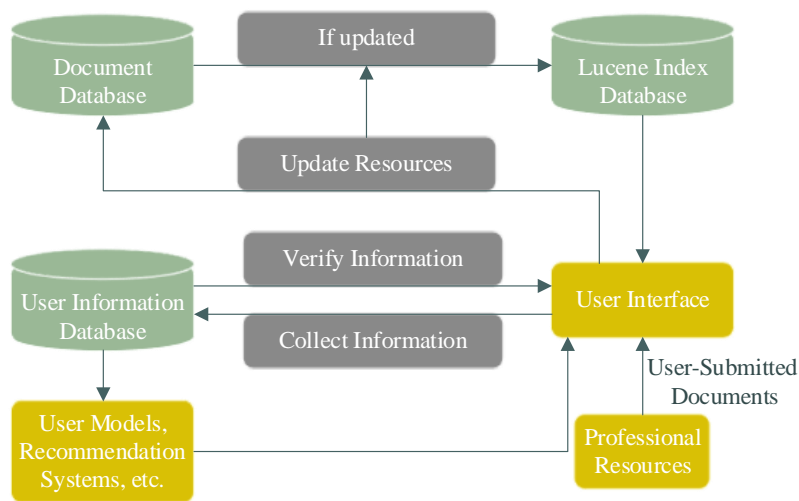 If updated
Document
Database
Lucene Index
Database
Update Resources
Verify Information
User Information
Database
User Interface
Collect Information
User-Submitted
Documents
User Models,
Recommendation
Systems, etc.
Professional
Resources